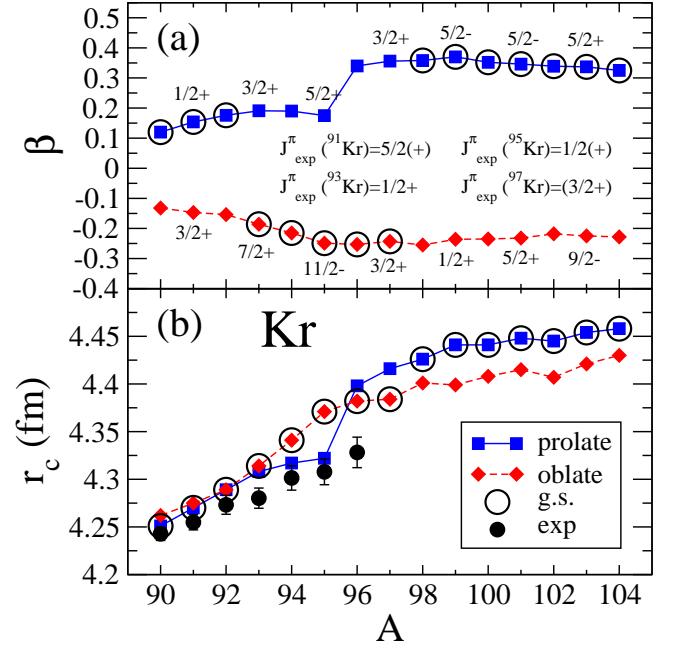 (a)
0.5
0.4
0.3
0.2
0.1
0
-0.1
-0.2
-0.3
-0.4
β
1/2+ 3/2+ 5/2+ 3/2+ 5/2- 5/2- 5/2+
J^π_exp(^91Kr)=5/2(+) J^π_exp(^95Kr)=1/2(+)
J^π_exp(^93Kr)=1/2+ J^π_exp(^97Kr)=(3/2+)
3/2+ 7/2+ 11/2- 3/2+ 1/2+ 5/2+ 9/2-
(b) Kr
4.45
4.4
4.35
4.3
4.25
4.2
r_c (fm)
prolate
oblate
g.s.
exp
90 92 94 96 98 100 102 104
A